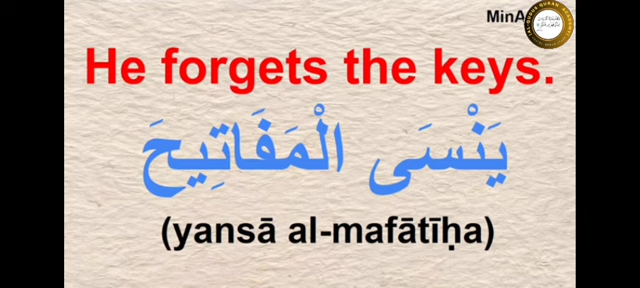 MinA
He forgets the keys.
يَنْسَى الْمَفَاتِيحَ
(yansā al-mafātīḥa)